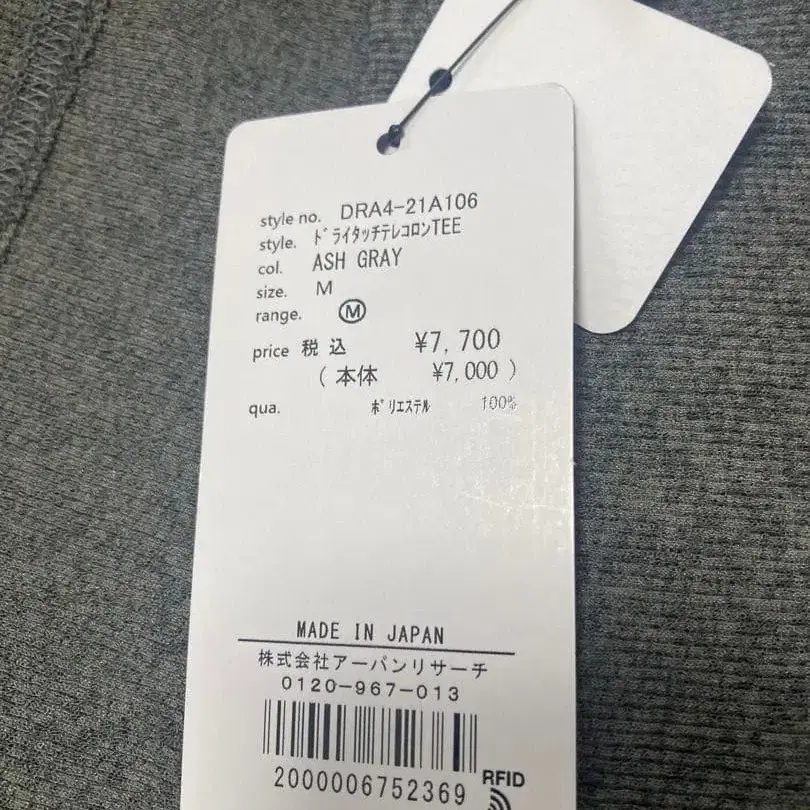 style no. DRA4-21A106
style. ドライタッチテレコロンTEE
col. ASH GRAY
size. M
range. Ⓜ
price 税込 ¥7,700
(本体 ¥7,000)
qua. ポリエステル 100%
MADE IN JAPAN
株式会社アーバンリサーチ
0120-967-013
2000006752369
RFID